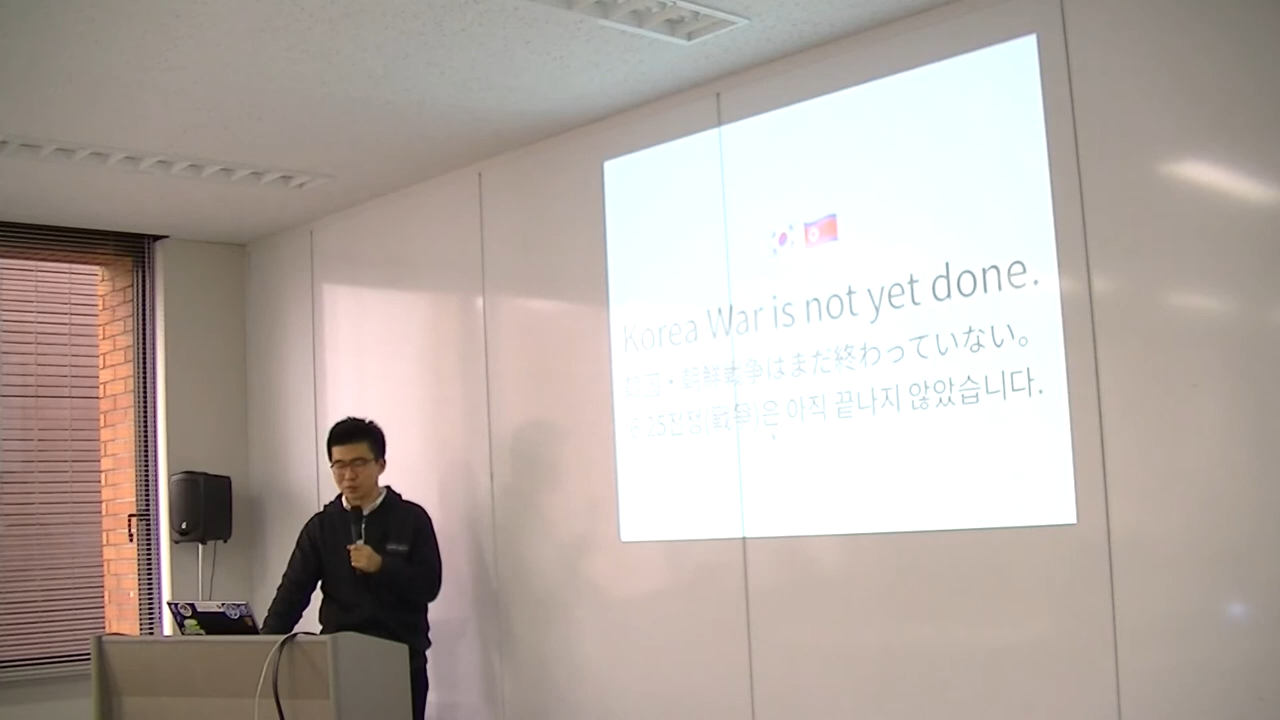 Korea War is not yet done.
韓国・朝鮮戦争はまだ終わっていない。
6.25전쟁(戰爭)은 아직 끝나지 않았습니다.